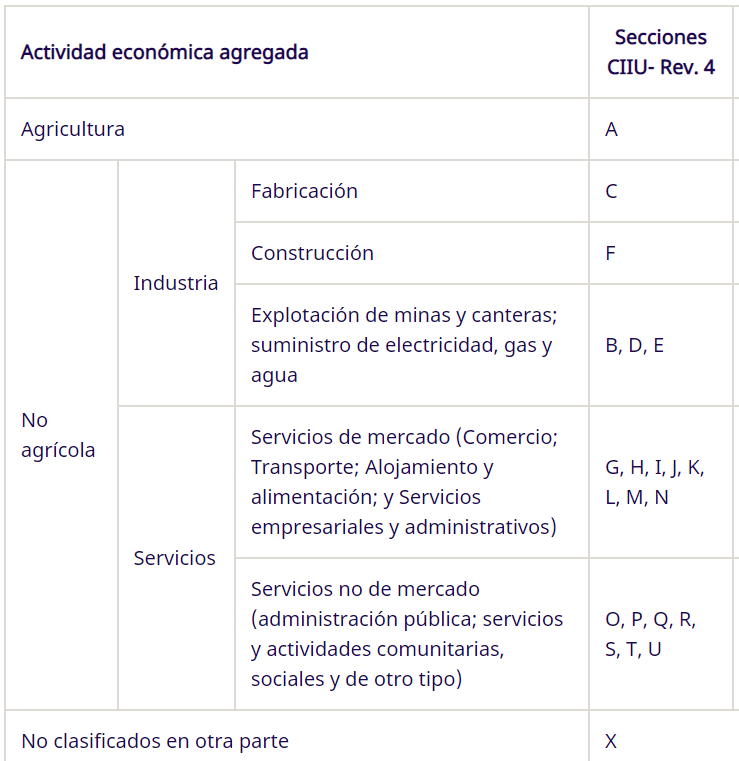 Actividad económica agregada
Secciones
CIIU- Rev. 4
Agricultura
A
No
agrícola
Industria
Fabricación
C
Construcción
F
Explotación de minas y canteras;
suministro de electricidad, gas y
agua
B, D, E
Servicios
Servicios de mercado (Comercio;
Transporte; Alojamiento y
alimentación; y Servicios
empresariales y administrativos)
G, H, I, J, K,
L, M, N
Servicios no de mercado
(administración pública; servicios
y actividades comunitarias,
sociales y de otro tipo)
O, P, Q, R,
S, T, U
No clasificados en otra parte
X